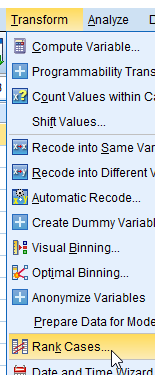 Transform Analyze
Compute Variable...
Programmability Trans
Count Values within Ca
Shift Values...
Recode into Same Var
Recode into Different V
Automatic Recode...
Create Dummy Variabl
Visual Binning...
Optimal Binning...
Anonymize Variables
Prepare Data for Mode
Rank Cases...
Date and Time Wizard